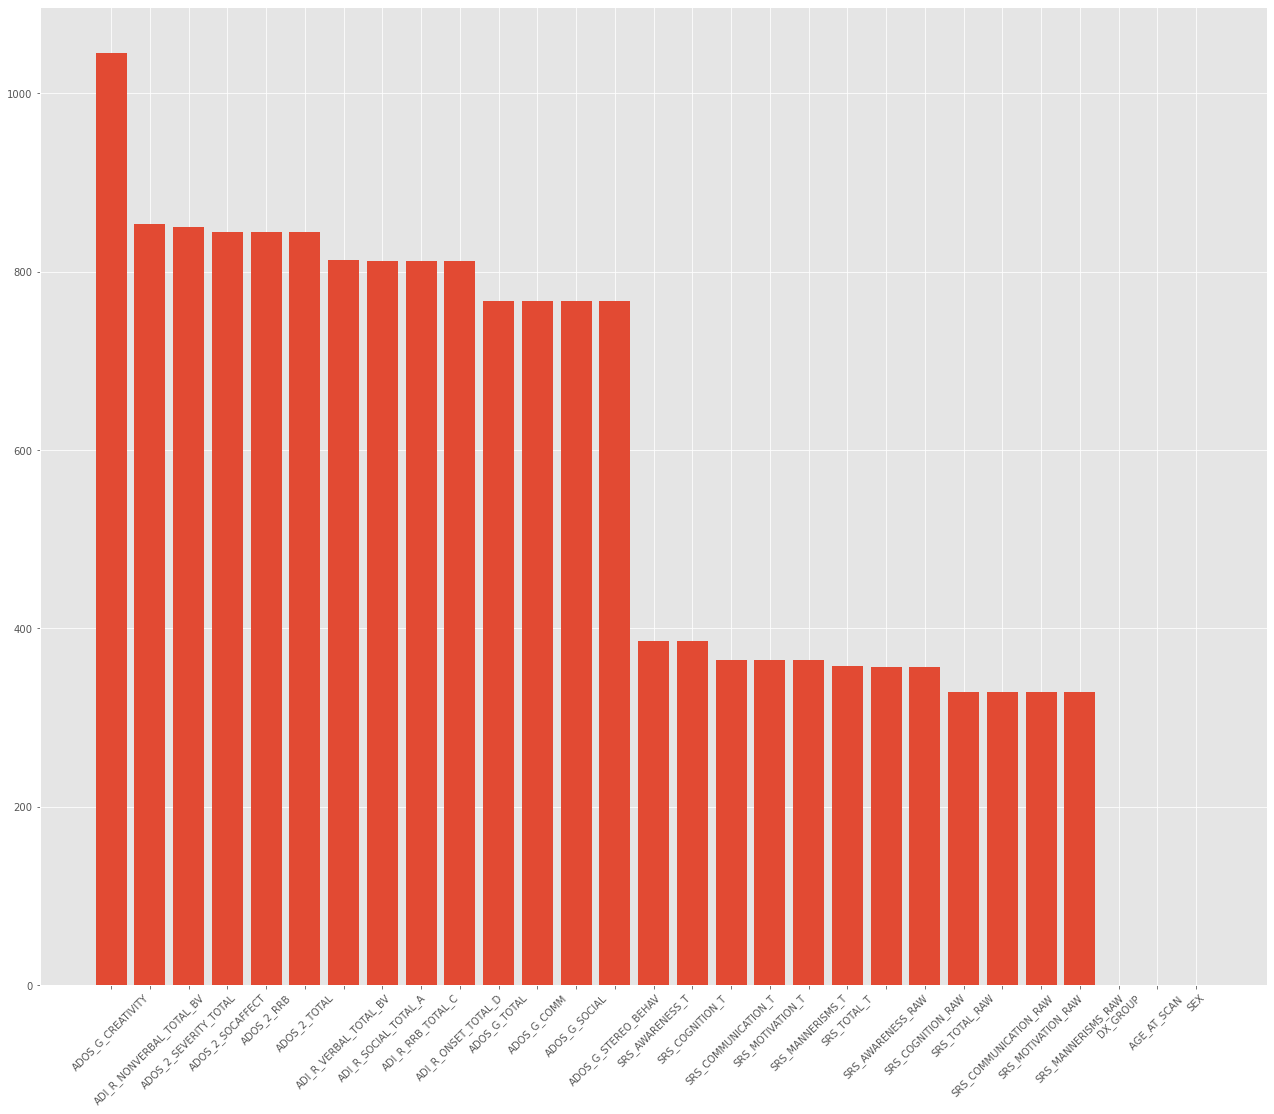 1000
800
600
400
200
0
ADOS_G_CREATIVITY
ADI_R_NONVERBAL_TOTAL_BV
ADOS_2_SEVERITY_TOTAL
ADOS_2_SOCAFFECT
ADOS_2_RRB
ADOS_2_TOTAL
ADI_R_VERBAL_TOTAL_BV
ADI_R_SOCIAL_TOTAL_A
ADI_R_RRB_TOTAL_C
ADI_R_ONSET_TOTAL_D
ADOS_G_TOTAL
ADOS_G_COMM
ADOS_G_SOCIAL
ADOS_G_STEREO_BEHAV
SRS_AWARENESS_T
SRS_COGNITION_T
SRS_COMMUNICATION_T
SRS_MOTIVATION_T
SRS_MANNERISMS_T
SRS_TOTAL_T
SRS_AWARENESS_RAW
SRS_COGNITION_RAW
SRS_TOTAL_RAW
SRS_COMMUNICATION_RAW
SRS_MOTIVATION_RAW
SRS_MANNERISMS_RAW
DX_GROUP
AGE_AT_SCAN
SEX